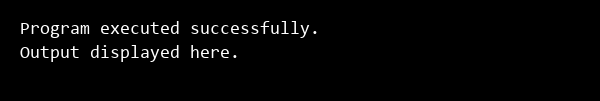 Program executed successfully.
Output displayed here.